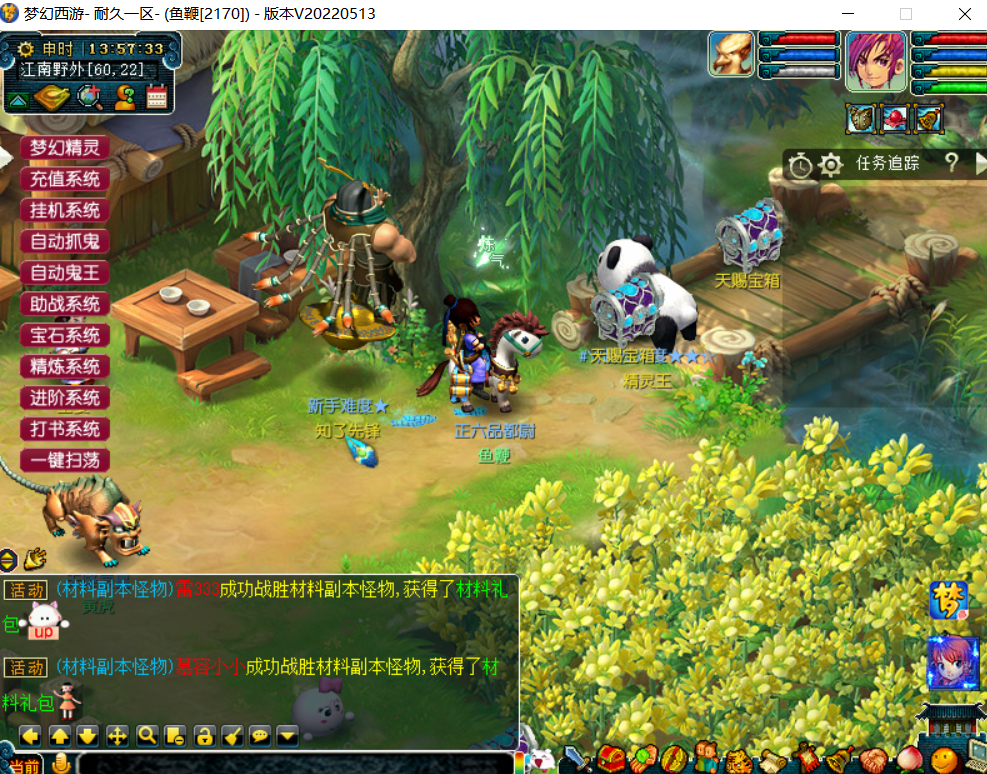 梦幻西游- 耐久一区- (鱼鞭[2170]) - 版本V20220513
申时 13:57:33
江南野外[60,22]
任务追踪 ?
梦幻精灵
充值系统
挂机系统
自动抓鬼
自动鬼王
助战系统
宝石系统
精炼系统
进阶系统
打书系统
一键扫荡
天赐宝箱
#天赐宝箱度★★
精灵王
新手难度★
知了先锋
正六品都尉
鱼鞭
黄虎
活动 (材料副本怪物)雷333成功战胜材料副本怪物,获得了材料礼
包 up
活动 (材料副本怪物)慕容小小成功战胜材料副本怪物,获得了材
料礼包
梦
当前